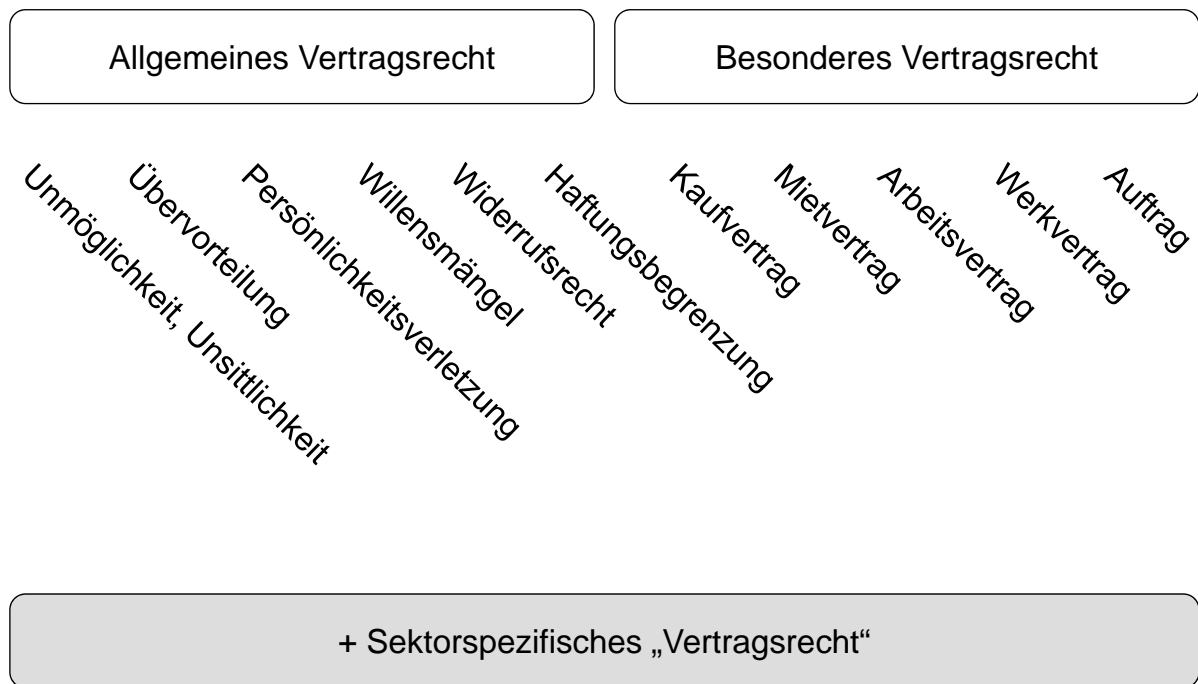 Allgemeines Vertragsrecht
Besonderes Vertragsrecht
Unmöglichkeit, Unsittlichkeit
Übervorteilung
Persönlichkeitsverletzung
Willensmängel
Widerrufsrecht
Haftungsbegrenzung
Kaufvertrag
Mietvertrag
Arbeitsvertrag
Werkvertrag
Auftrag
+ Sektorspezifisches „Vertragsrecht“